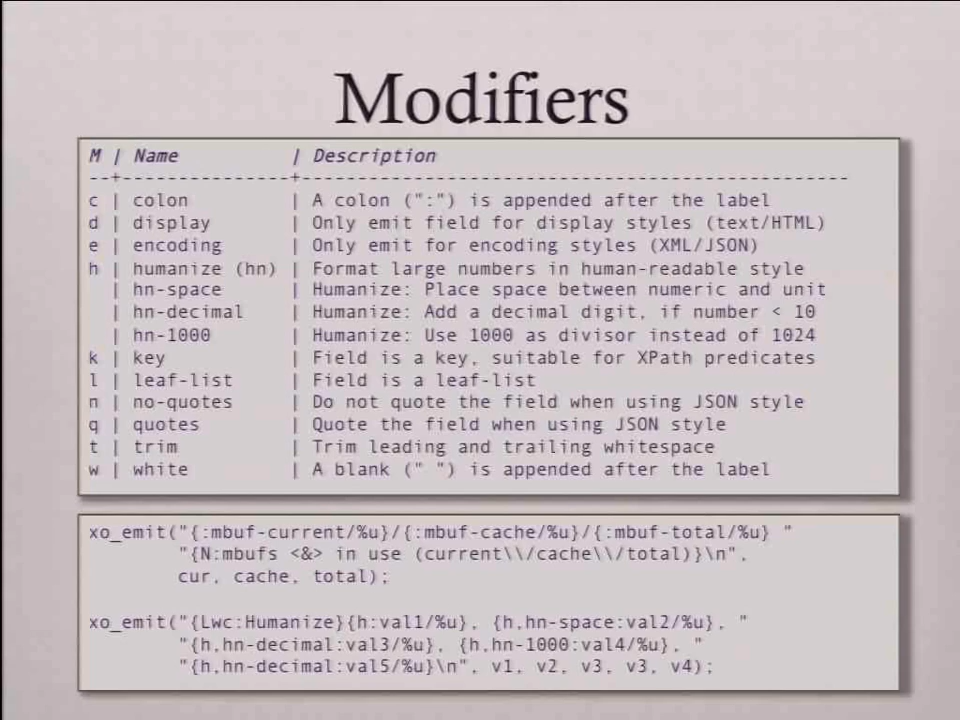 Modifiers
M | Name | Description
--+---------------+---------------------------------------------------
c | colon | A colon (":") is appended after the label
d | display | Only emit field for display styles (text/HTML)
e | encoding | Only emit for encoding styles (XML/JSON)
h | humanize (hn) | Format large numbers in human-readable style
| hn-space | Humanize: Place space between numeric and unit
| hn-decimal | Humanize: Add a decimal digit, if number < 10
| hn-1000 | Humanize: Use 1000 as divisor instead of 1024
k | key | Field is a key, suitable for XPath predicates
l | leaf-list | Field is a leaf-list
n | no-quotes | Do not quote the field when using JSON style
q | quotes | Quote the field when using JSON style
t | trim | Trim leading and trailing whitespace
w | white | A blank (" ") is appended after the label
xo_emit("{:mbuf-current/%u}/{:mbuf-cache/%u}/{:mbuf-total/%u} "
"{N:mbufs <&> in use (current\\/cache\\/total)}\n",
cur, cache, total);
xo_emit("{Lwc:Humanize}{h:val1/%u}, {h,hn-space:val2/%u}, "
"{h,hn-decimal:val3/%u}, {h,hn-1000:val4/%u}, "
"{h,hn-decimal:val5/%u}\n", v1, v2, v3, v3, v4);